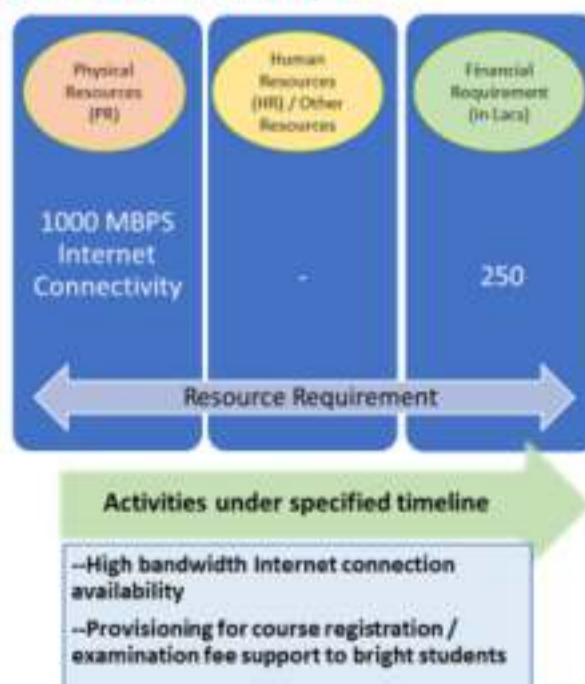 Physical
Resources
(PR)
Human
Resources
(HR) / Other
Resources
Financial
Requirement
(in Lacs)
1000 MBPS
Internet
Connectivity
-
250
Resource Requirement
Activities under specified timeline
--High bandwidth Internet connection
availability
--Provisioning for course registration /
examination fee support to bright students